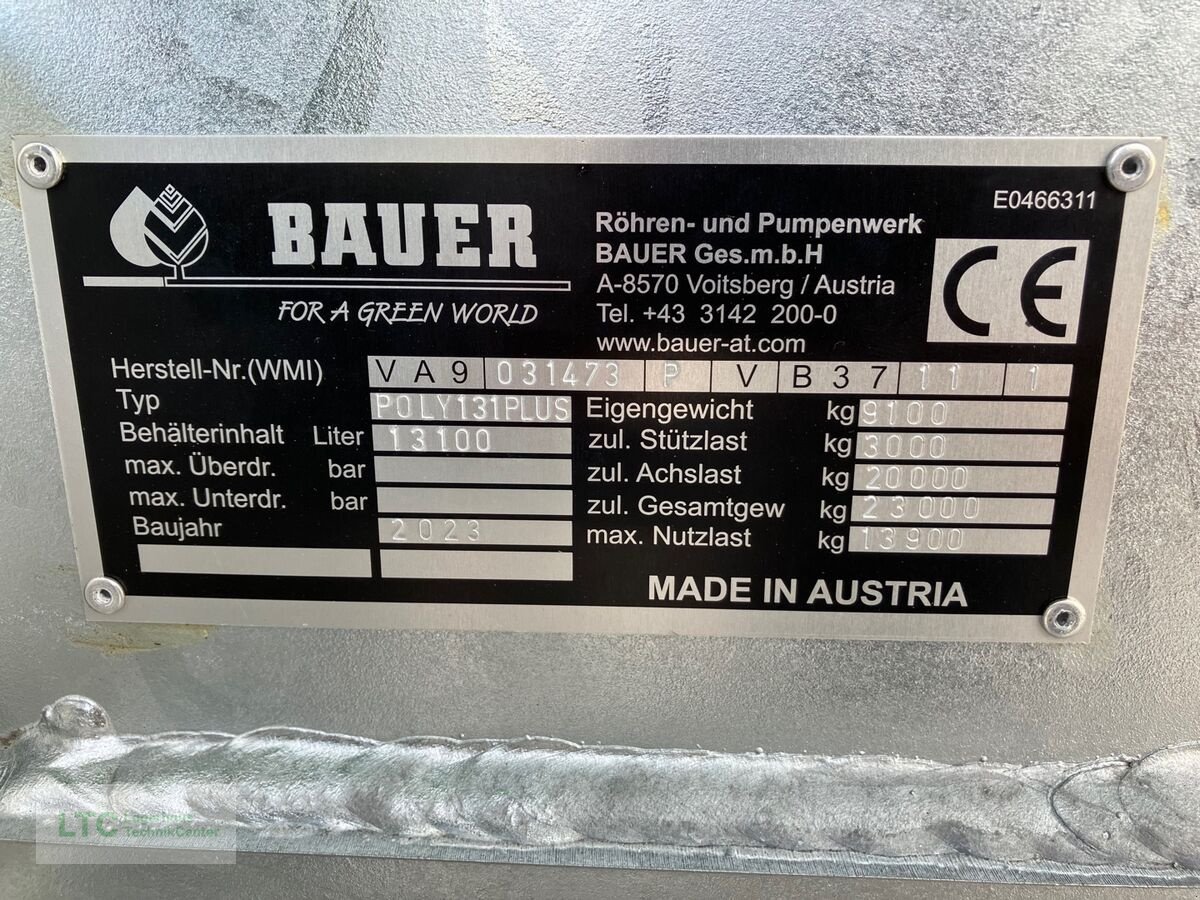 BAUER
FOR A GREEN WORLD
Röhren- und Pumpenwerk
BAUER Ges.m.b.H
A-8570 Voitsberg / Austria
Tel. +43 3142 200-0
www.bauer-at.com
E0466311
CE
Herstell-Nr.(WMI) VA9 031473 P V B37 11 1
Typ POLY131PLUS
Behälterinhalt Liter 13100
max. Überdr. bar
max. Unterdr. bar
Baujahr 2023
Eigengewicht kg 9100
zul. Stützlast kg 3000
zul. Achslast kg 20000
zul. Gesamtgew kg 23000
max. Nutzlast kg 13900
MADE IN AUSTRIA
LTC
TechnikCenter